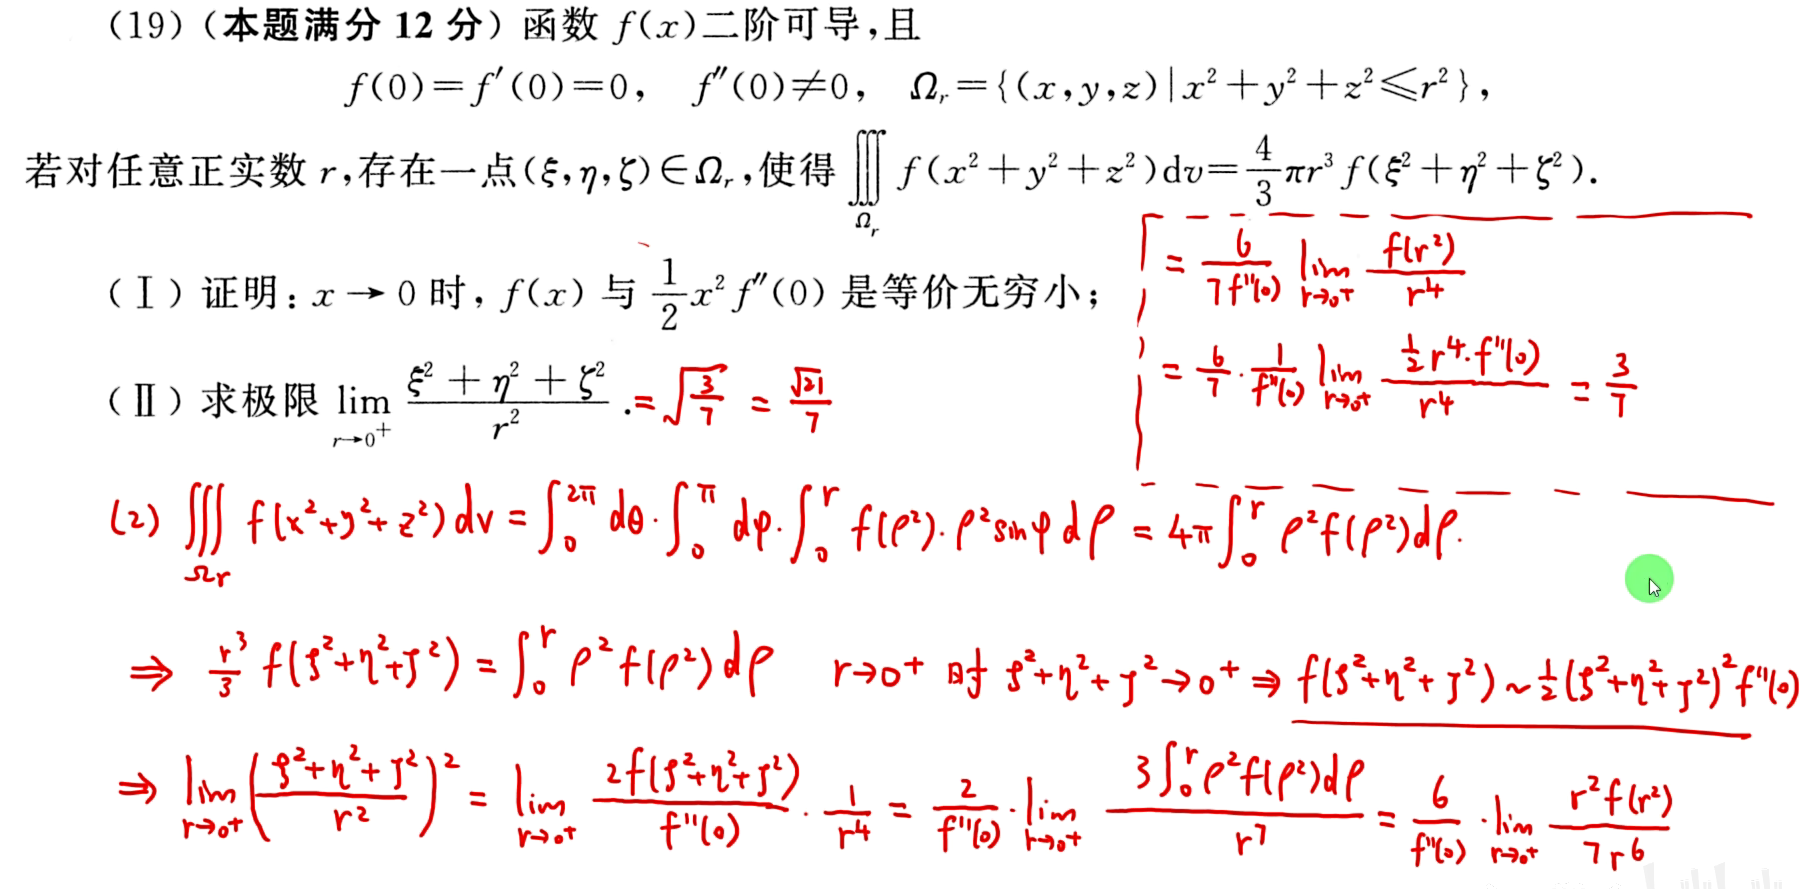 (19)(本题满分 12 分) 函数 f(x)二阶可导,且
f(0)=f′(0)=0, f″(0)≠0, Ωᵣ={(x,y,z)|x²+y²+z²≤r²},
若对任意正实数 r,存在一点(ξ,η,ζ)∈Ωᵣ,使得 ∭_Ωᵣ f(x²+y²+z²)dv=4/3 πr³ f(ξ²+η²+ζ²).
(Ⅰ) 证明: x → 0 时, f(x) 与 1/2 x² f″(0) 是等价无穷小;
(Ⅱ) 求极限 lim_{r→0⁺} (ξ²+η²+ζ²)/r² . = √(3/7) = √21/7
= 6/(7f''(0)) lim_{r→0⁺} f(r²)/r⁴
= 6/7 · 1/f''(0) lim_{r→0⁺} (½r⁴·f''(0))/r⁴ = 3/7
(2) ∭_Ωr f(x²+y²+z²)dv = ∫₀^{2π} dθ · ∫₀^π dφ · ∫₀^r f(ρ²)·ρ² sinφ dρ = 4π∫₀^r ρ² f(ρ²)dρ.
⇒ r³/3 f(ξ²+η²+ζ²) = ∫₀^r ρ² f(ρ²)dρ r→0⁺ 时 ξ²+η²+ζ²→0⁺ ⇒ f(ξ²+η²+ζ²) ~ ½(ξ²+η²+ζ²)² f''(0)
⇒ lim_{r→0⁺} ((ξ²+η²+ζ²)/r²)² = lim_{r→0⁺} 2f(ξ²+η²+ζ²)/f''(0) · 1/r⁴ = 2/f''(0) · lim_{r→0⁺} 3∫₀^r ρ² f(ρ²)dρ / r⁷ = 6/f''(0) · lim_{r→0⁺} r² f(r²)/7r⁶